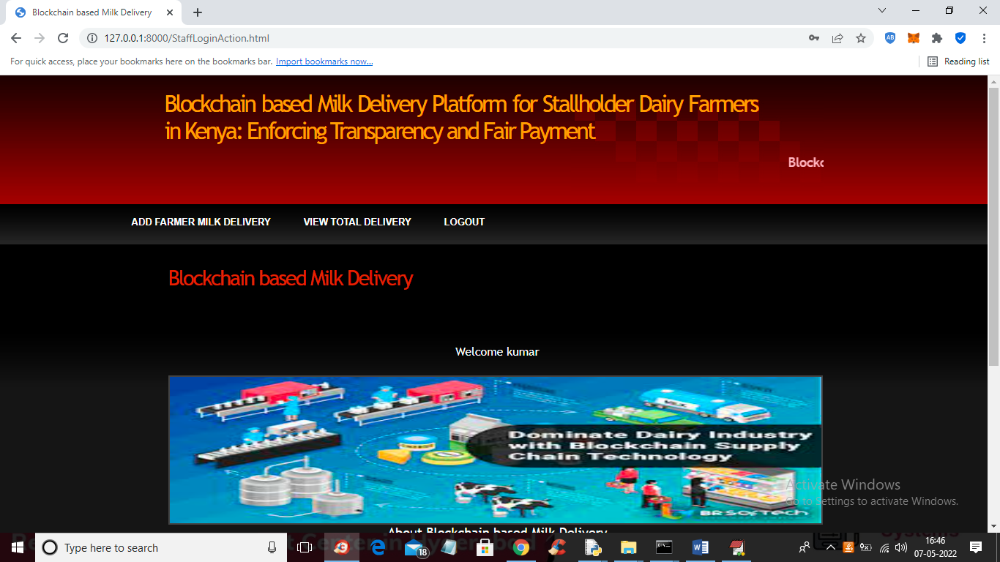 Blockchain based Milk Delivery
127.0.0.1:8000/StaffLoginAction.html
AB
For quick access, place your bookmarks here on the bookmarks bar. Import bookmarks now...
Reading list
Blockchain based Milk Delivery Platform for Stallholder Dairy Farmers
in Kenya: Enforcing Transparency and Fair Payment
Blockc
ADD FARMER MILK DELIVERY VIEW TOTAL DELIVERY LOGOUT
Blockchain based Milk Delivery
Welcome kumar
MILK
Dominate Dairy Industry
with Blockchain Supply
Chain Technology
BR SOFTECH
Activate Windows
Go to Settings to activate Windows.
About Blockchain based Milk Delivery
Type here to search
18
16:46
07-05-2022